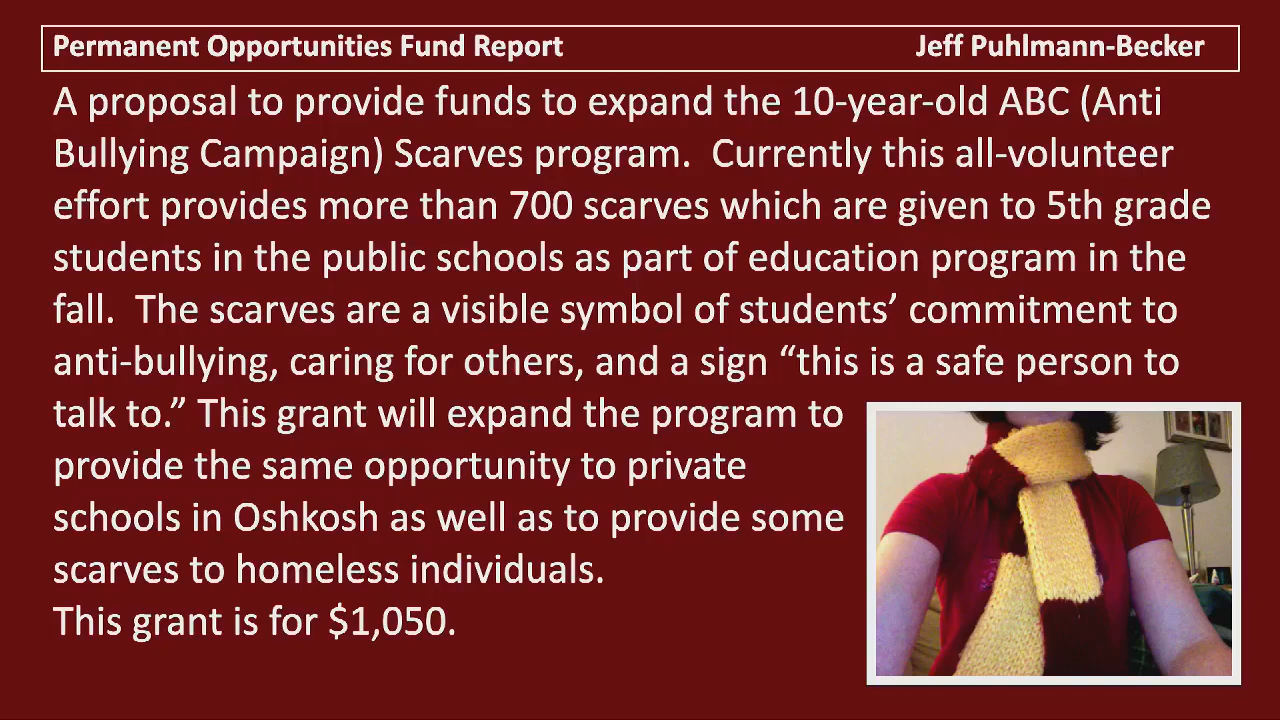 Permanent Opportunities Fund Report Jeff Puhlmann-Becker
A proposal to provide funds to expand the 10-year-old ABC (Anti
Bullying Campaign) Scarves program.  Currently this all-volunteer
effort provides more than 700 scarves which are given to 5th grade
students in the public schools as part of education program in the
fall.  The scarves are a visible symbol of students’ commitment to
anti-bullying, caring for others, and a sign “this is a safe person to
talk to.” This grant will expand the program to
provide the same opportunity to private
schools in Oshkosh as well as to provide some
scarves to homeless individuals.
This grant is for $1,050.